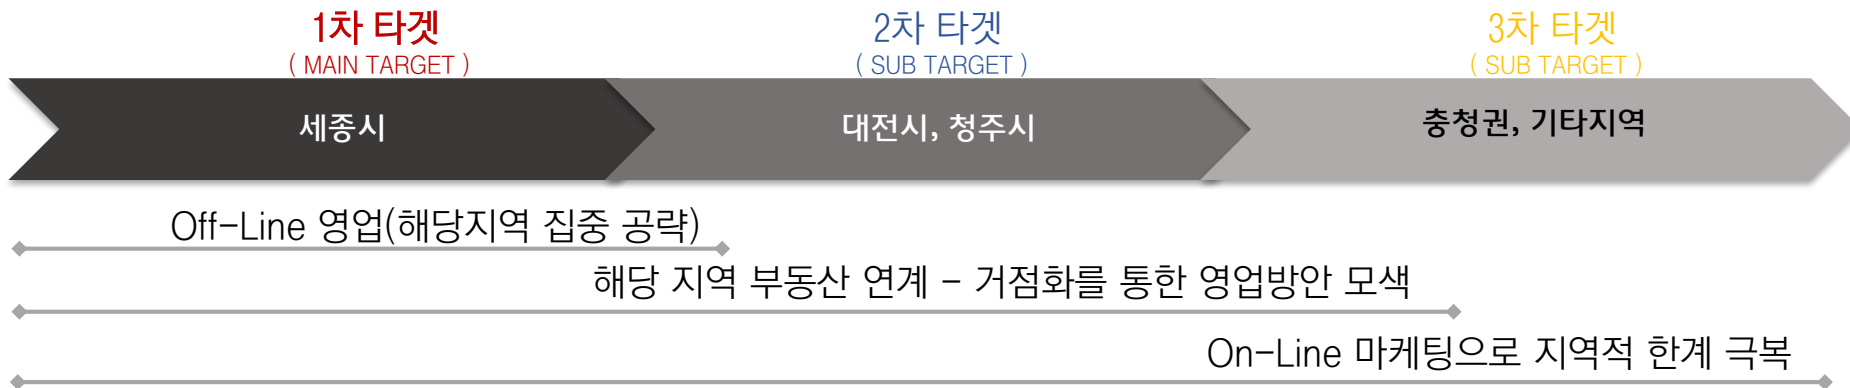 1차 타겟
( MAIN TARGET )
2차 타겟
( SUB TARGET )
3차 타겟
( SUB TARGET )
세종시
대전시, 청주시
충청권, 기타지역
Off-Line 영업(해당지역 집중 공략)
해당 지역 부동산 연계 - 거점화를 통한 영업방안 모색
On-Line 마케팅으로 지역적 한계 극복